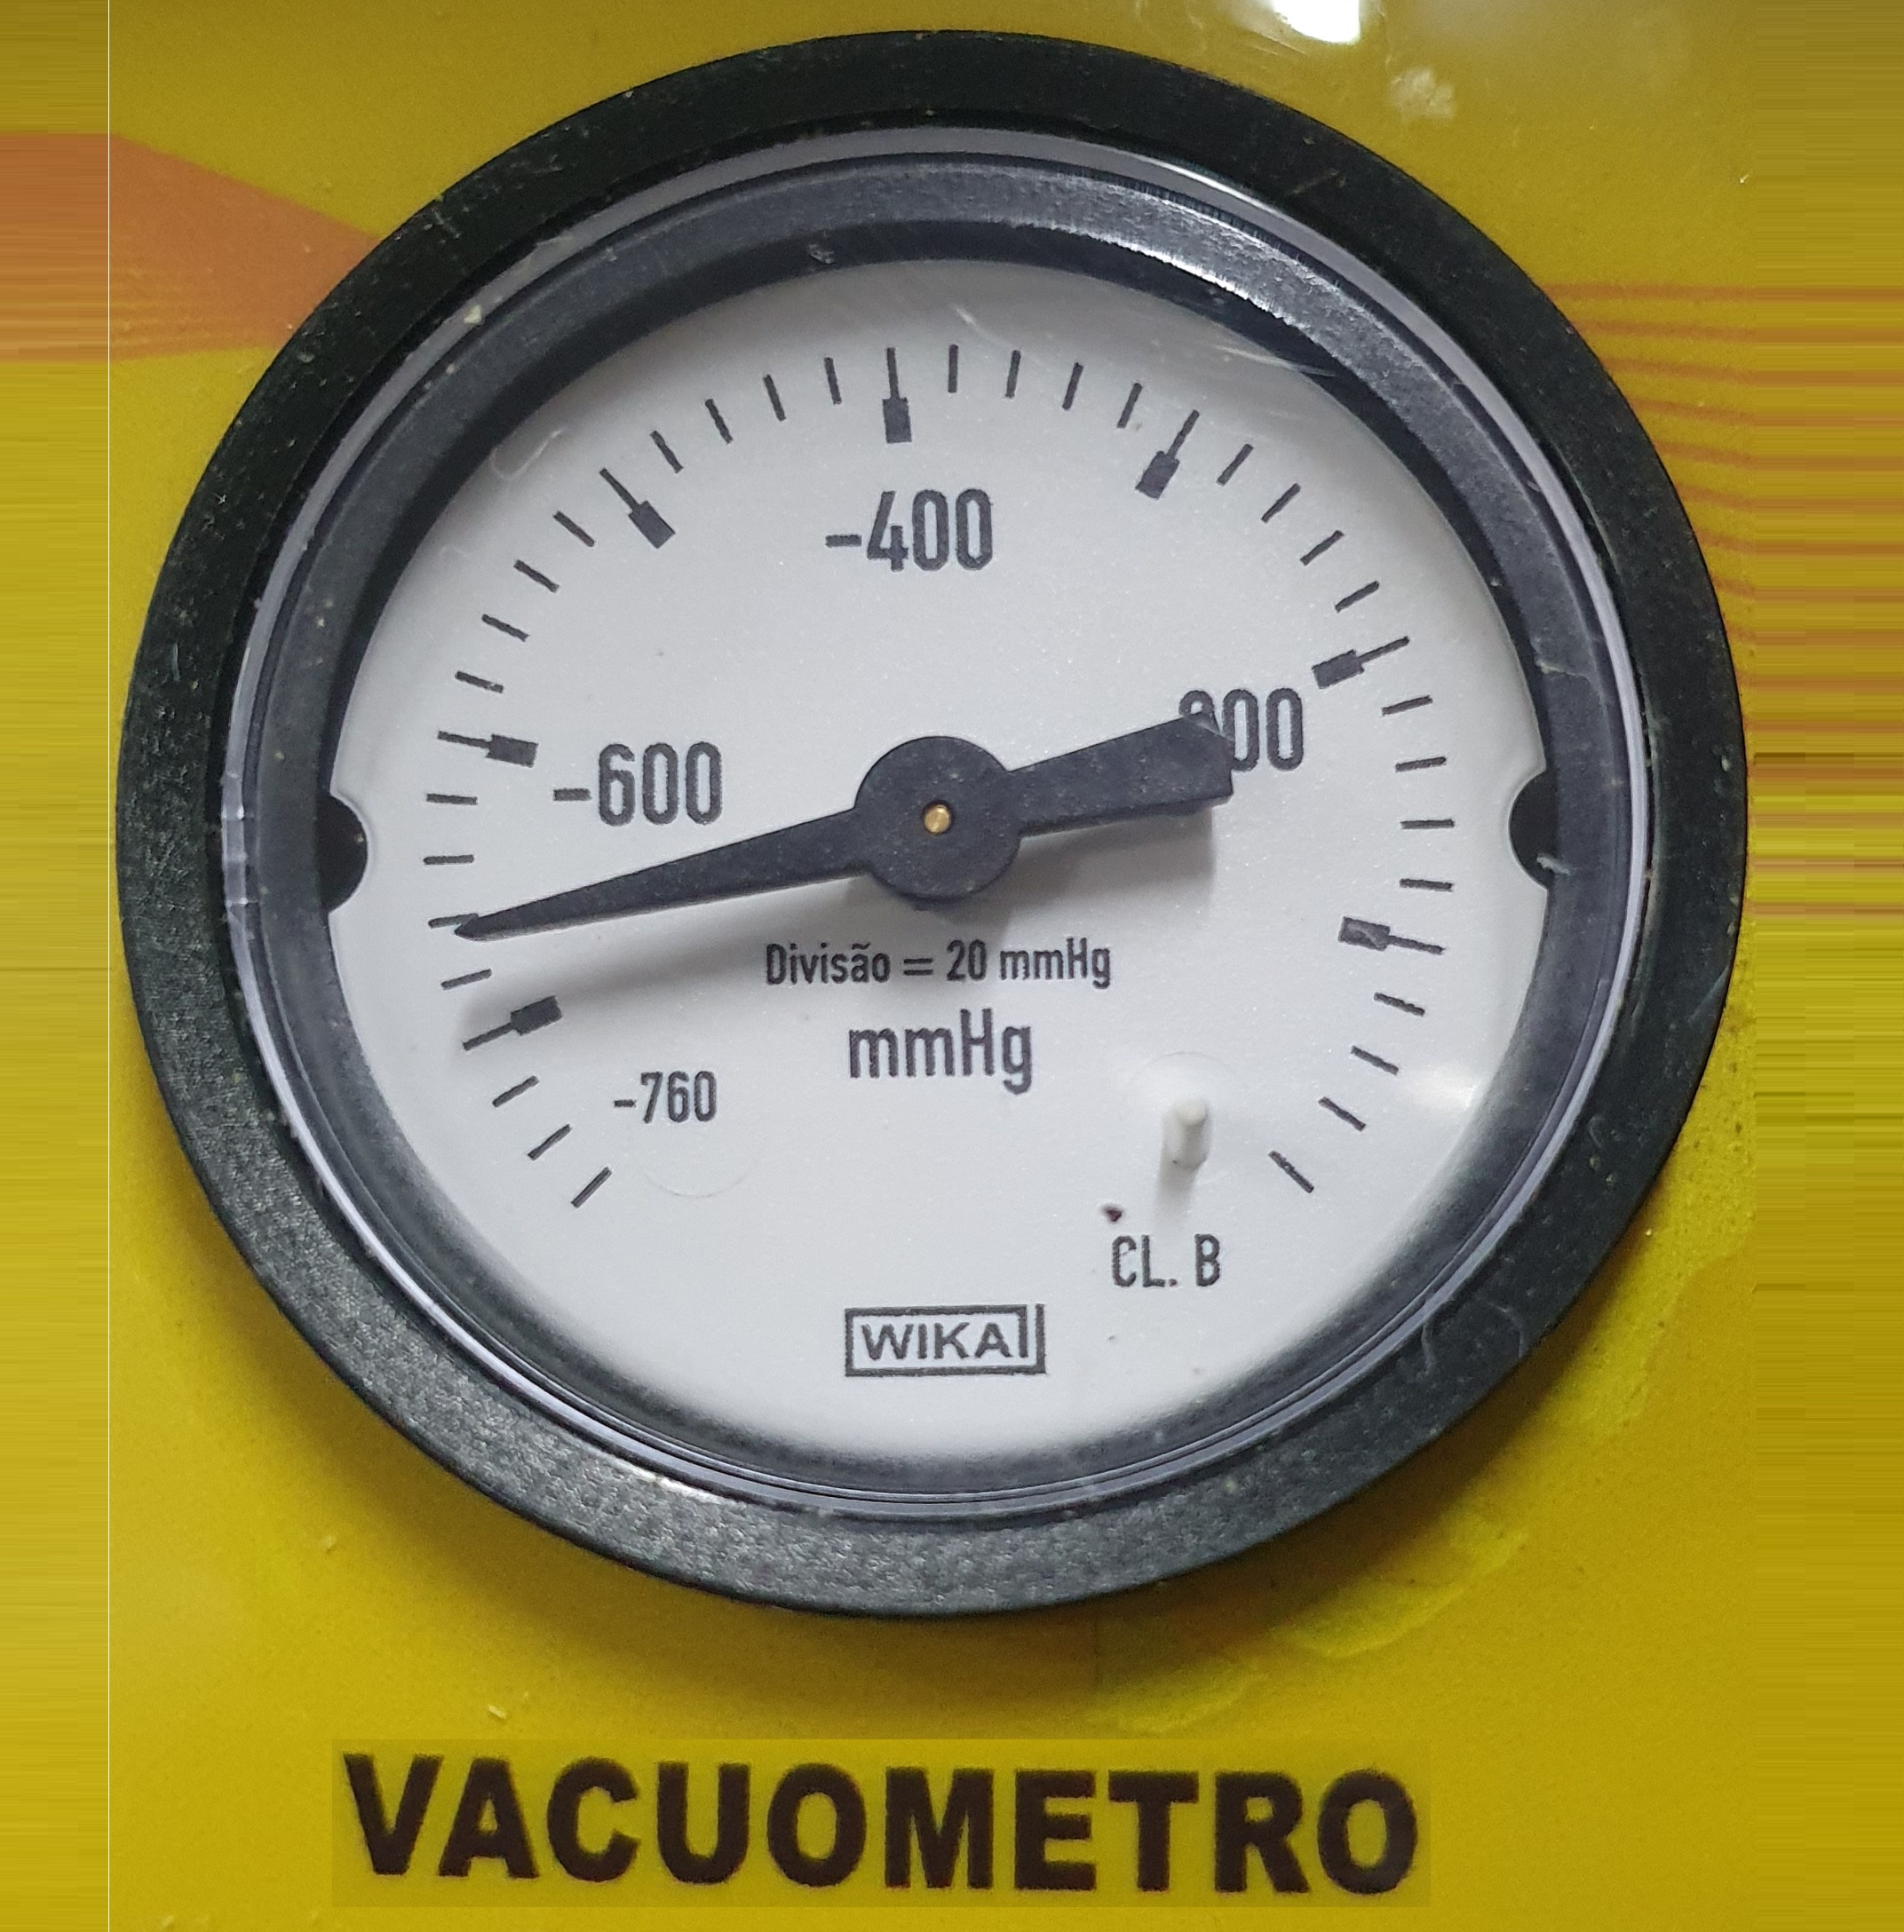 -400
-600
Divisão = 20 mmHg
mmHg
-760
CL. B
WIKA
VACUOMETRO